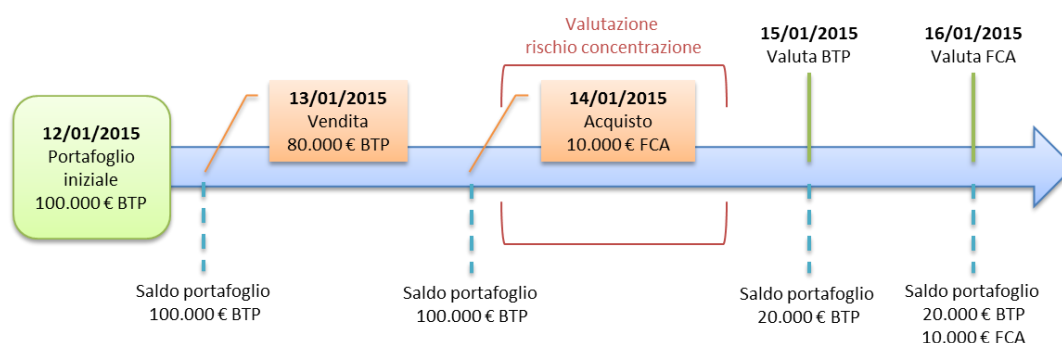 Valutazione
rischio concentrazione
15/01/2015
Valuta BTP
16/01/2015
Valuta FCA
12/01/2015
Portafoglio
iniziale
100.000 € BTP
13/01/2015
Vendita
80.000 € BTP
14/01/2015
Acquisto
10.000 € FCA
Saldo portafoglio
100.000 € BTP
Saldo portafoglio
100.000 € BTP
Saldo portafoglio
20.000 € BTP
Saldo portafoglio
20.000 € BTP
10.000 € FCA